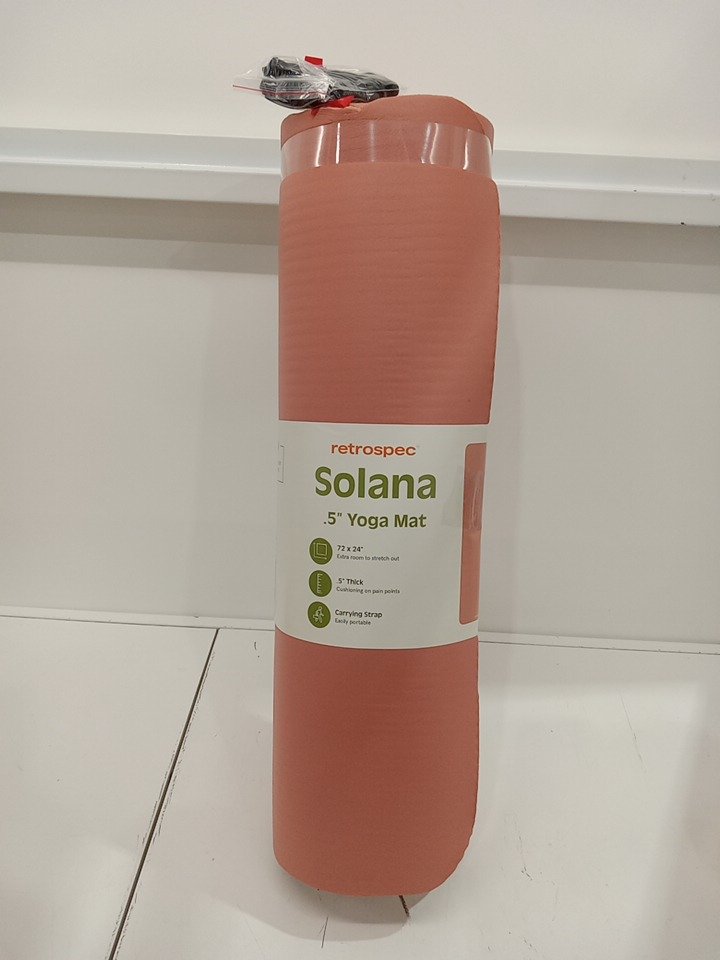 retrospec
Solana
.5" Yoga Mat
72 x 24"
Extra room to stretch out
.5" Thick
Cushioning on pain points
Carrying Strap
Easily portable